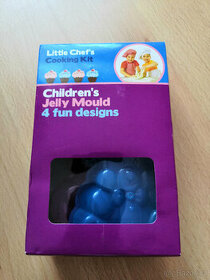 Little Chef's
Cooking Kit
Children's
Jelly Mould
4 fun designs